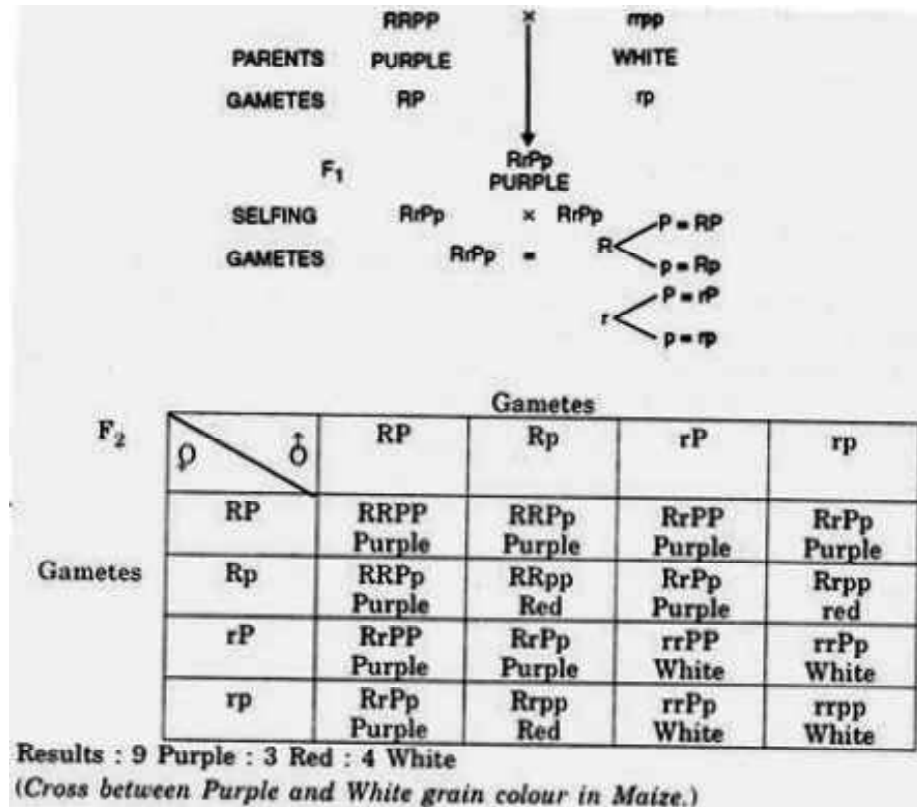 RRPP × rrpp
PARENTS PURPLE WHITE
GAMETES RP rp
F1 RrPp
PURPLE
SELFING RrPp × RrPp
GAMETES RrPp = R P = RP
p = Rp
r P = rP
p = rp
Gametes
F2 ♀ ♂ RP Rp rP rp
RP RRPP RRPp RrPP RrPp
Purple Purple Purple Purple
Gametes Rp RRPp RRpp RrPp Rrpp
Purple Red Purple red
rP RrPP RrPp rrPP rrPp
Purple Purple White White
rp RrPp Rrpp rrPp rrpp
Purple Red White White
Results : 9 Purple : 3 Red : 4 White
(Cross between Purple and White grain colour in Maize.)